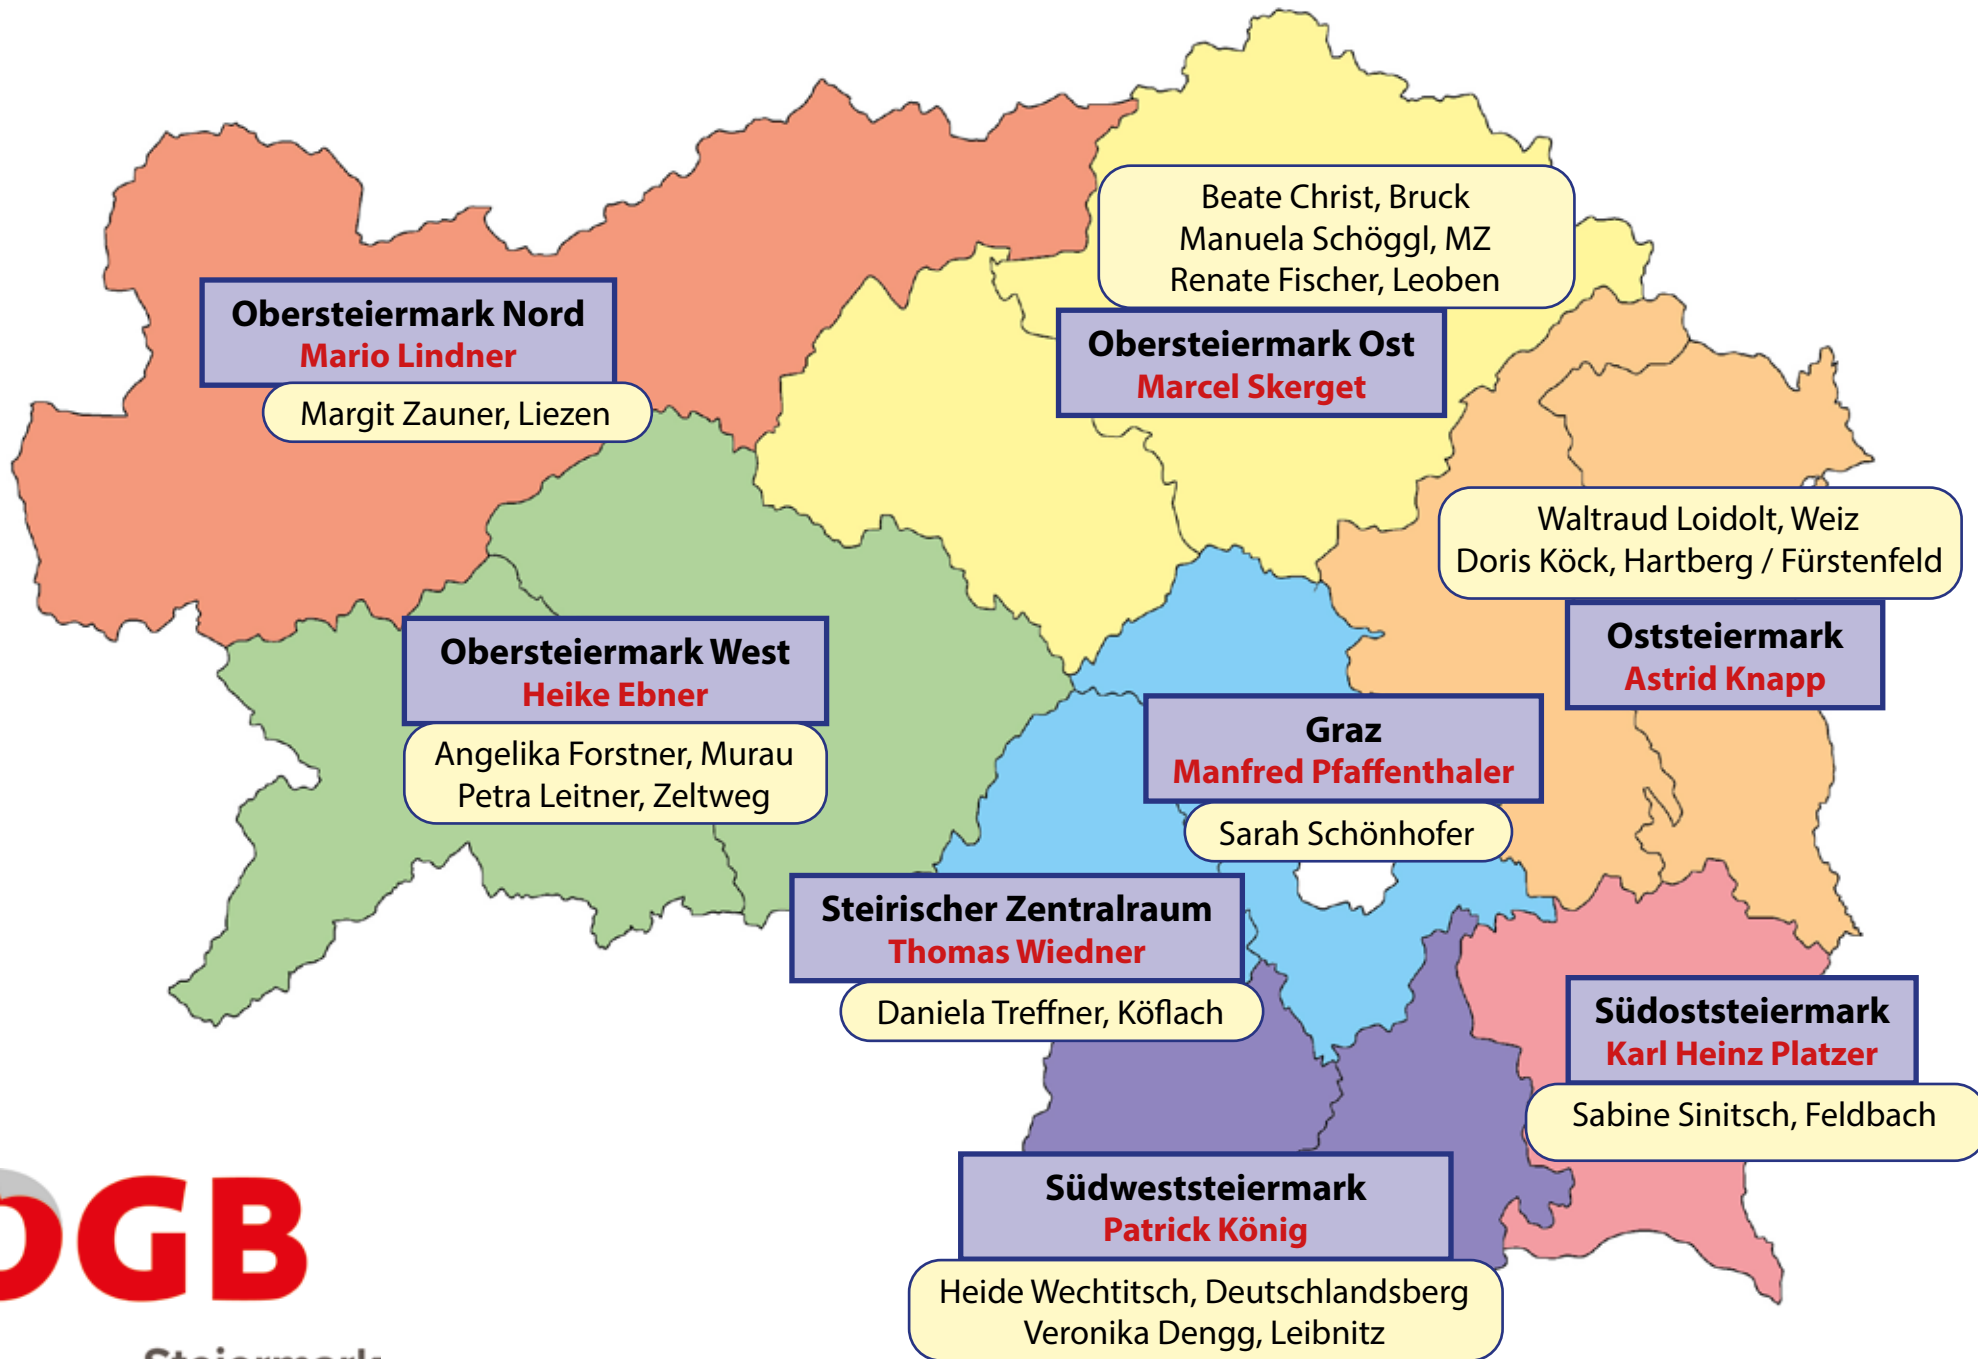 Beate Christ, Bruck
Manuela Schöggl, MZ
Renate Fischer, Leoben
Obersteiermark Ost
Marcel Skerget
Obersteiermark Nord
Mario Lindner
Margit Zauner, Liezen
Waltraud Loidolt, Weiz
Doris Köck, Hartberg / Fürstenfeld
Oststeiermark
Astrid Knapp
Obersteiermark West
Heike Ebner
Angelika Forstner, Murau
Petra Leitner, Zeltweg
Graz
Manfred Pfaffenthaler
Sarah Schönhofer
Steirischer Zentralraum
Thomas Wiedner
Daniela Treffner, Köflach
Südoststeiermark
Karl Heinz Platzer
Sabine Sinitsch, Feldbach
Südweststeiermark
Patrick König
Heide Wechtitsch, Deutschlandsberg
Veronika Dengg, Leibnitz
GB
Steiermark